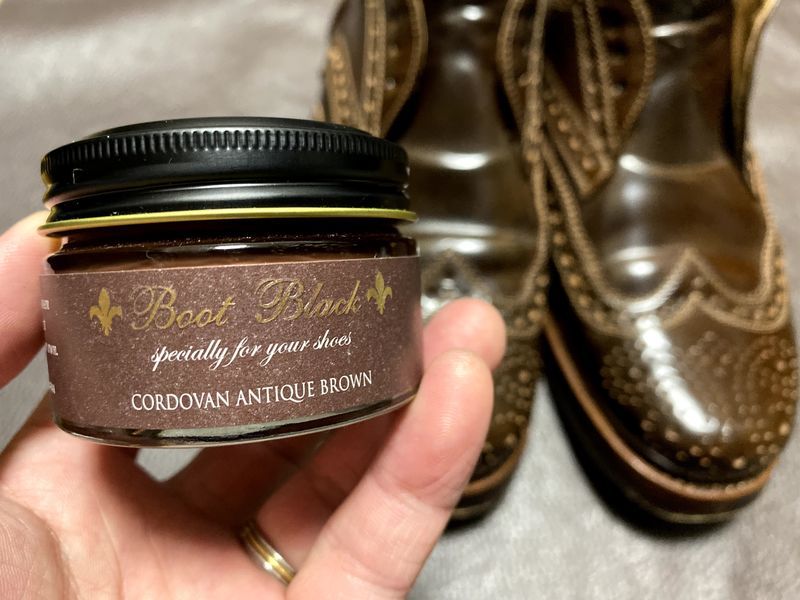 Boot Black
specially for your shoes
CORDOVAN ANTIQUE BROWN